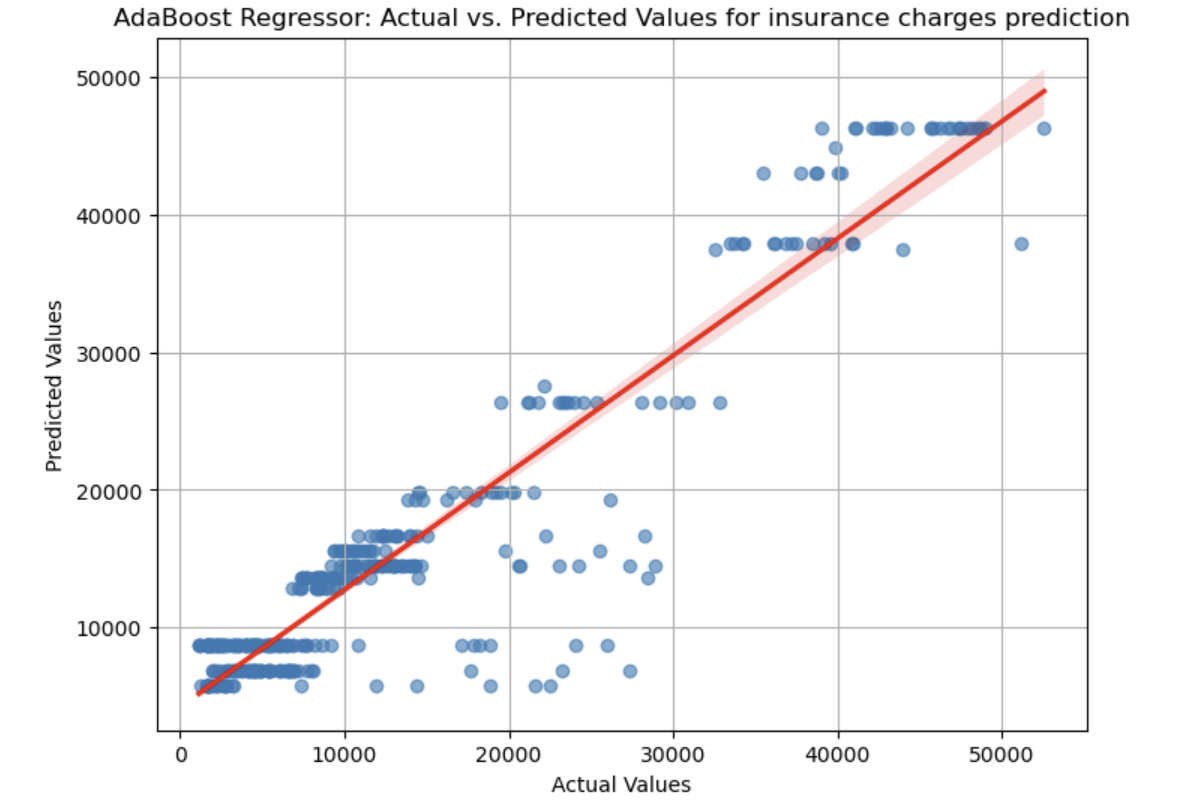 AdaBoost Regressor: Actual vs. Predicted Values for insurance charges prediction
50000
40000
30000
20000
10000
Predicted Values
0 10000 20000 30000 40000 50000
Actual Values